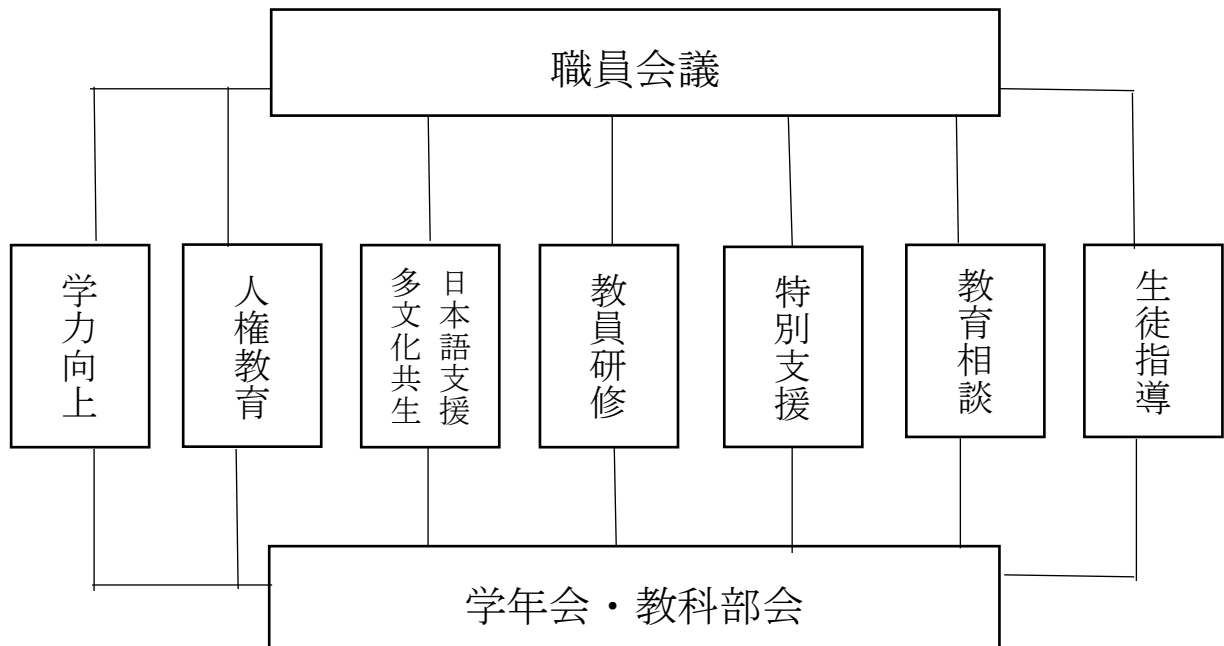 職員会議
学力向上
人権教育
日本語支援
多文化共生
教員研修
特別支援
教育相談
生徒指導
学年会・教科部会